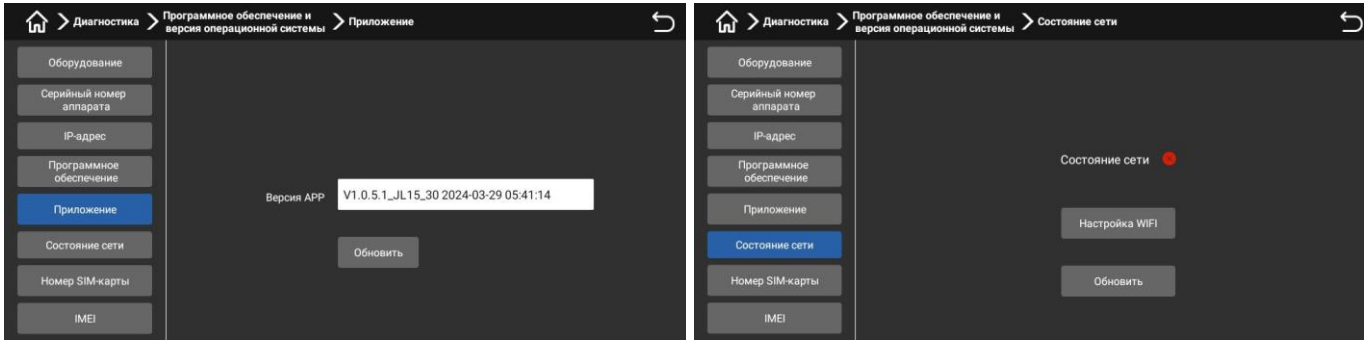 Диагностика
Программное обеспечение и
версия операционной системы
Приложение
Оборудование
Серийный номер
аппарата
IP-адрес
Программное
обеспечение
Приложение
Состояние сети
Номер SIM-карты
IMEI
Версия APP
V1.0.5.1_JL15_30 2024-03-29 05:41:14
Обновить
Диагностика
Программное обеспечение и
версия операционной системы
Состояние сети
Оборудование
Серийный номер
аппарата
IP-адрес
Программное
обеспечение
Приложение
Состояние сети
Номер SIM-карты
IMEI
Состояние сети
Настройка WIFI
Обновить